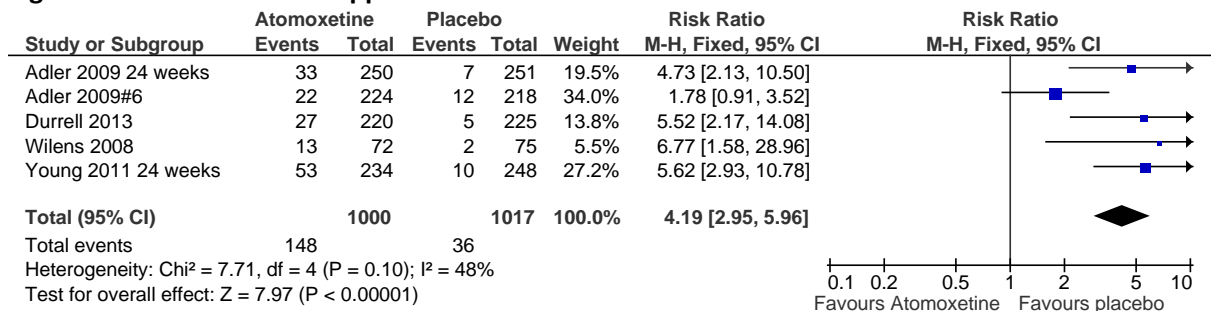 Atomoxetine Placebo Risk Ratio Risk Ratio
Study or Subgroup Events Total Events Total Weight M-H, Fixed, 95% CI M-H, Fixed, 95% CI
Adler 2009 24 weeks 33 250 7 251 19.5% 4.73 [2.13, 10.50]
Adler 2009#6 22 224 12 218 34.0% 1.78 [0.91, 3.52]
Durrell 2013 27 220 5 225 13.8% 5.52 [2.17, 14.08]
Wilens 2008 13 72 2 75 5.5% 6.77 [1.58, 28.96]
Young 2011 24 weeks 53 234 10 248 27.2% 5.62 [2.93, 10.78]
Total (95% CI) 1000 1017 100.0% 4.19 [2.95, 5.96]
Total events 148 36
Heterogeneity: Chi² = 7.71, df = 4 (P = 0.10); I² = 48%
Test for overall effect: Z = 7.97 (P < 0.00001)
0.1 0.2 0.5 1 2 5 10
Favours Atomoxetine Favours placebo